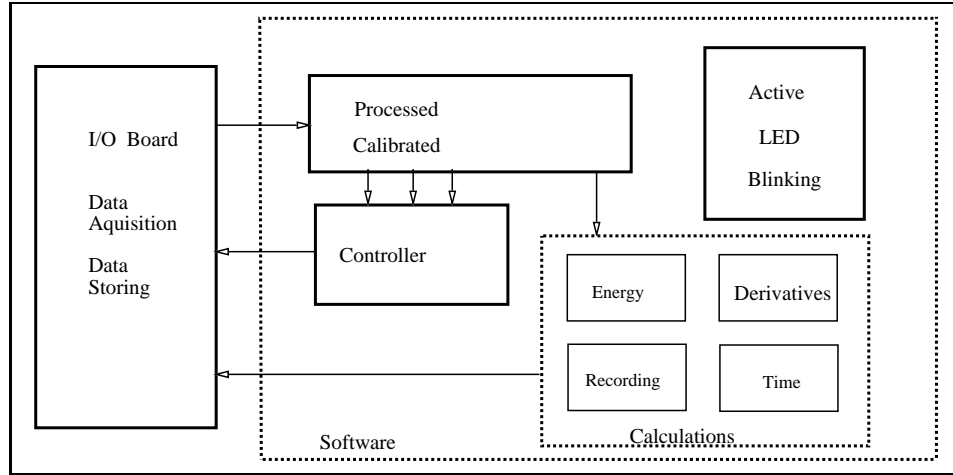 I/O Board
Data
Aquisition
Data
Storing
Processed
Calibrated
Controller
Active
LED
Blinking
Energy
Derivatives
Recording
Time
Calculations
Software